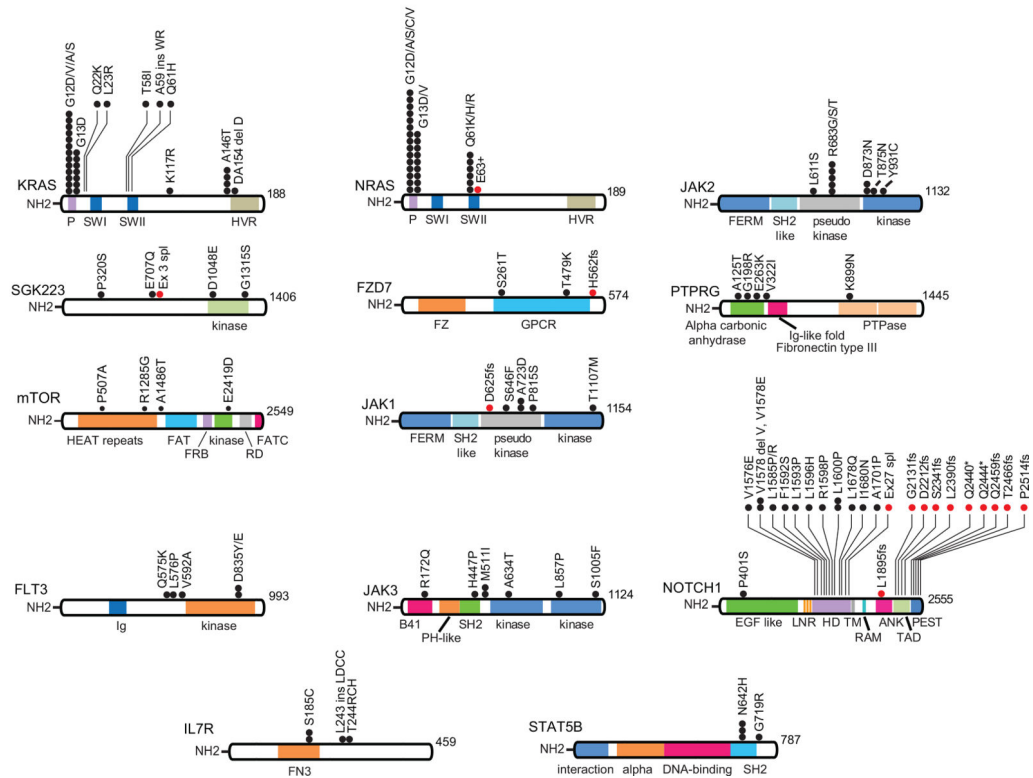 G12D/V/A/S
G13D
Q22K
L23R
T58I
A59 ins WR
Q61H
K117R
A146T
DA154 del D
KRAS
188
NH2
P
SWI
SWII
HVR
G12D/A/S/C/V
G13D/V
Q61K/H/R
E63+
NRAS
189
NH2
P
SWI
SWII
HVR
L611S
R683G/S/T
D873N
T875N
Y931C
JAK2
1132
NH2
FERM
SH2
like
pseudo
kinase
kinase
P320S
E707Q
Ex 3 spl
D1048E
G1315S
SGK223
1406
NH2
kinase
S261T
T479K
H562fs
FZD7
574
NH2
FZ
GPCR
A125T
G198R
E263K
V322I
K899N
PTPRG
1445
NH2
Alpha carbonic
anhydrase
Ig-like fold
Fibronectin type III
PTPase
P507A
R1285G
A1486T
E2419D
mTOR
2549
NH2
HEAT repeats
FAT
FRB
kinase
RD
FATC
D625fs
S646F
A723D
P815S
T1107M
JAK1
1154
NH2
FERM
SH2
like
pseudo
kinase
kinase
V1576E
V1578 del V, V1578E
L1585P/R
F1592S
L1593P
L1596H
R1598P
L1600P
L1678Q
I1680N
A1701P
Ex27 spl
G2131fs
D2212fs
S2341fs
L2390fs
Q2440*
Q2444*
Q2459fs
T2466fs
P2514fs
P401S
L1895fs
NOTCH1
2555
NH2
EGF like
LNR
HD
TM
RAM
ANK
TAD
PEST
Q575K
L576P
V592A
D835Y/E
FLT3
993
NH2
Ig
kinase
R172Q
H447P
M511I
A634T
L857P
S1005F
JAK3
1124
NH2
B41
PH-like
SH2
kinase
kinase
S185C
L243 ins LDCC
T244RCH
IL7R
459
NH2
FN3
N642H
G719R
STAT5B
787
NH2
interaction
alpha
DNA-binding
SH2